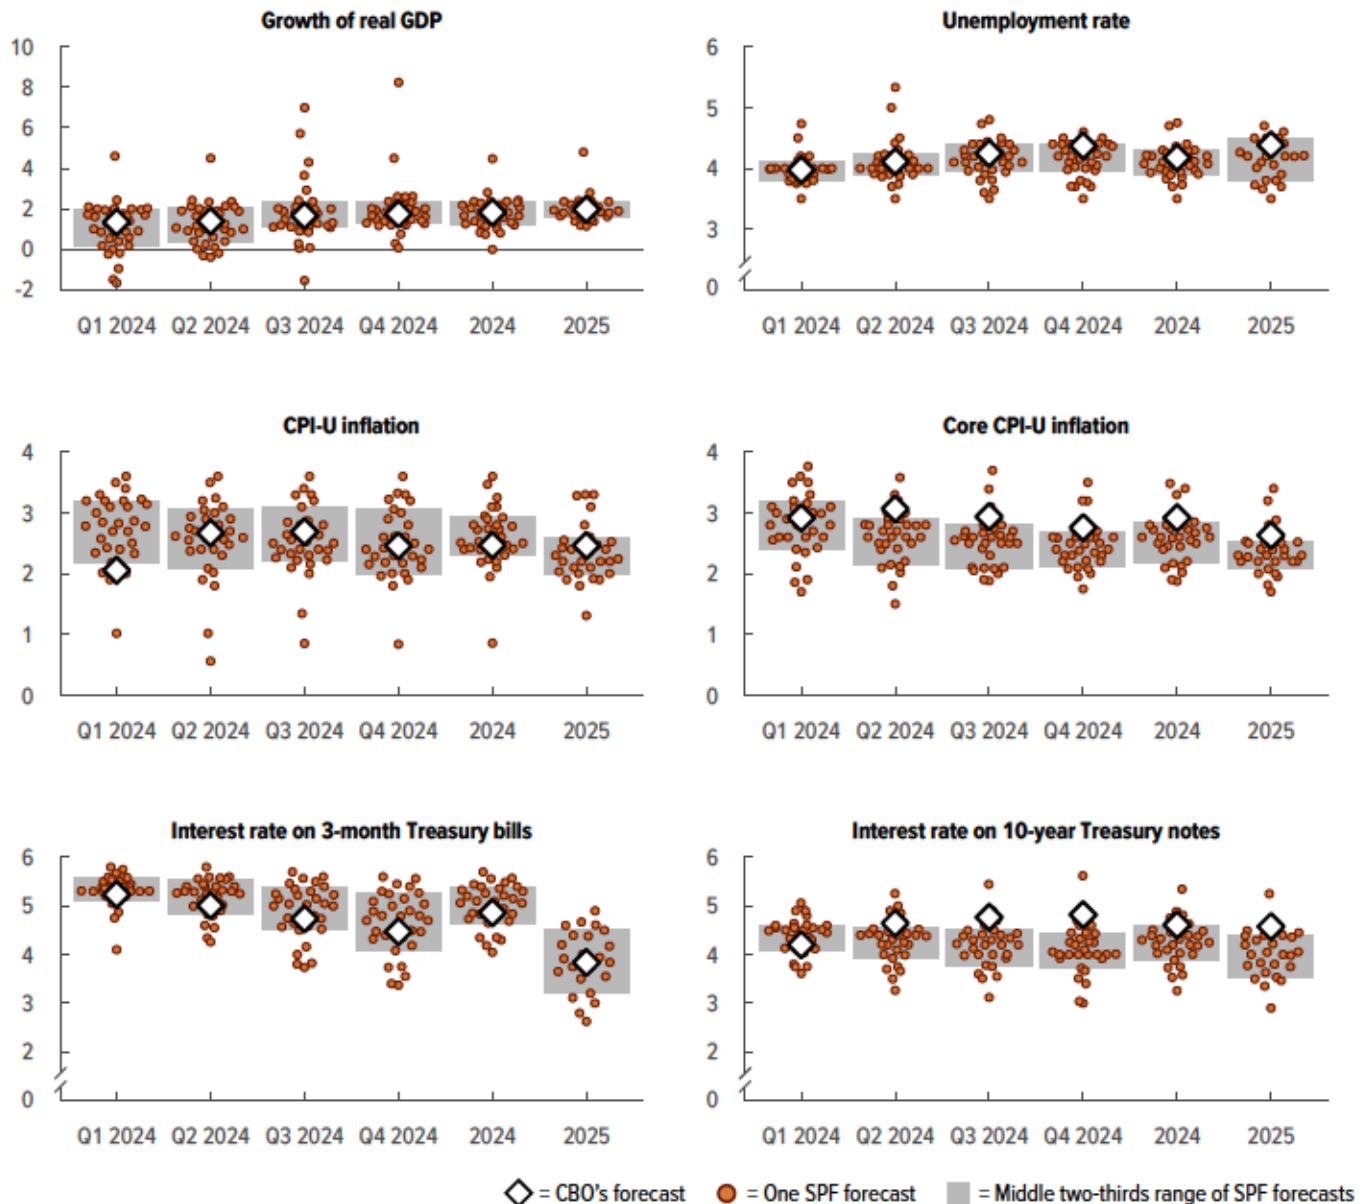 Growth of real GDP
10
8
6
4
2
0
-2
Q1 2024 Q2 2024 Q3 2024 Q4 2024 2024 2025
Unemployment rate
6
5
4
3
0
Q1 2024 Q2 2024 Q3 2024 Q4 2024 2024 2025
CPI-U inflation
4
3
2
1
0
Q1 2024 Q2 2024 Q3 2024 Q4 2024 2024 2025
Core CPI-U inflation
4
3
2
1
0
Q1 2024 Q2 2024 Q3 2024 Q4 2024 2024 2025
Interest rate on 3-month Treasury bills
6
5
4
3
2
0
Q1 2024 Q2 2024 Q3 2024 Q4 2024 2024 2025
Interest rate on 10-year Treasury notes
6
5
4
3
2
0
Q1 2024 Q2 2024 Q3 2024 Q4 2024 2024 2025
= CBO's forecast = One SPF forecast = Middle two-thirds range of SPF forecasts